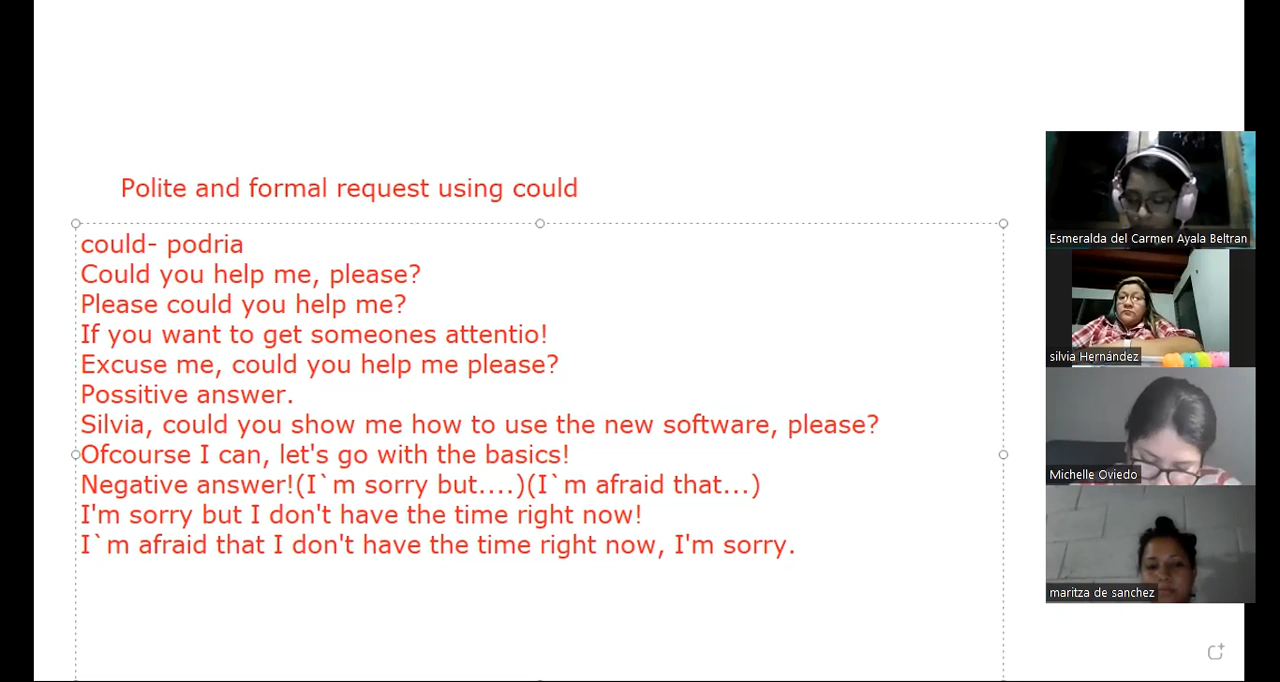 Polite and formal request using could
could- podria
Could you help me, please?
Please could you help me?
If you want to get someones attentio!
Excuse me, could you help me please?
Possitive answer.
Silvia, could you show me how to use the new software, please?
Ofcourse I can, let's go with the basics!
Negative answer!(I`m sorry but....)(I`m afraid that...)
I'm sorry but I don't have the time right now!
I`m afraid that I don't have the time right now, I'm sorry.
Esmeralda del Carmen Ayala Beltran
silvia Hernández
Michelle Oviedo
maritza de sanchez